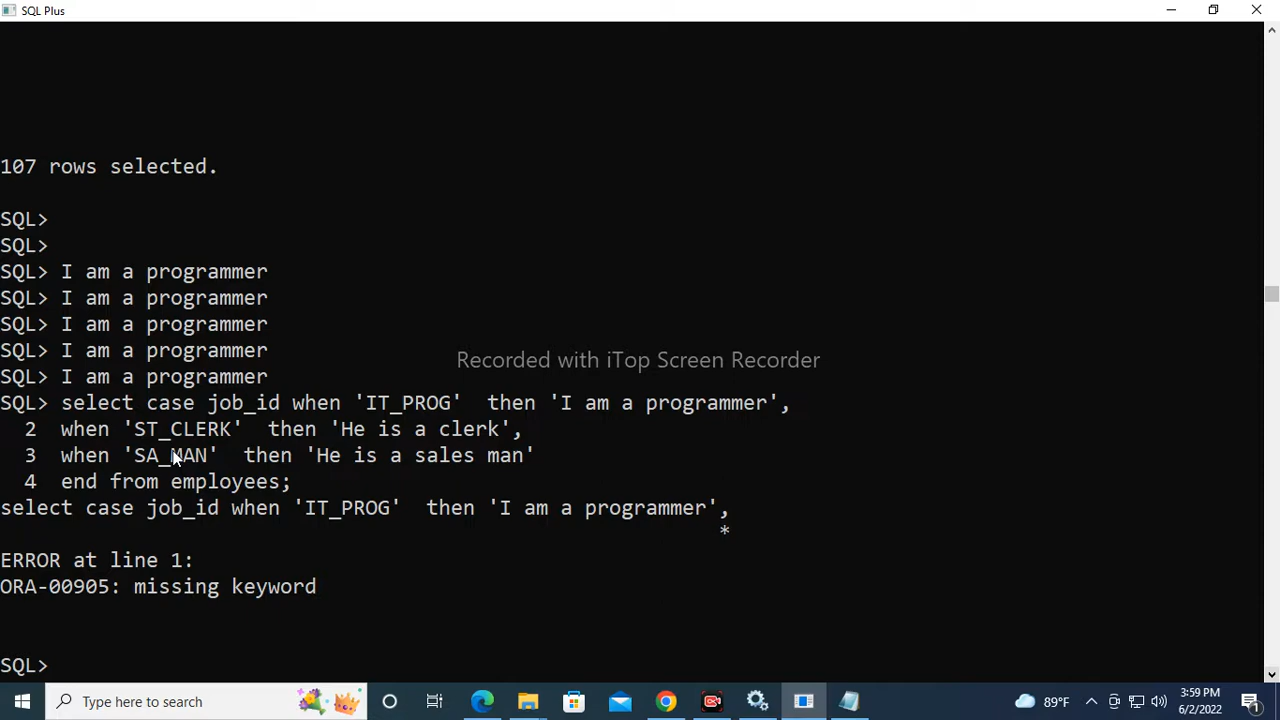 SQL Plus
107 rows selected.
SQL>
SQL>
SQL> I am a programmer
SQL> I am a programmer
SQL> I am a programmer
SQL> I am a programmer
Recorded with iTop Screen Recorder
SQL> I am a programmer
SQL> select case job_id when 'IT_PROG'  then 'I am a programmer',
2  when 'ST_CLERK'  then 'He is a clerk',
3  when 'SA_MAN'  then 'He is a sales man'
4  end from employees;
select case job_id when 'IT_PROG'  then 'I am a programmer',
*
ERROR at line 1:
ORA-00905: missing keyword
SQL>
Type here to search
89°F
3:59 PM
6/2/2022
1